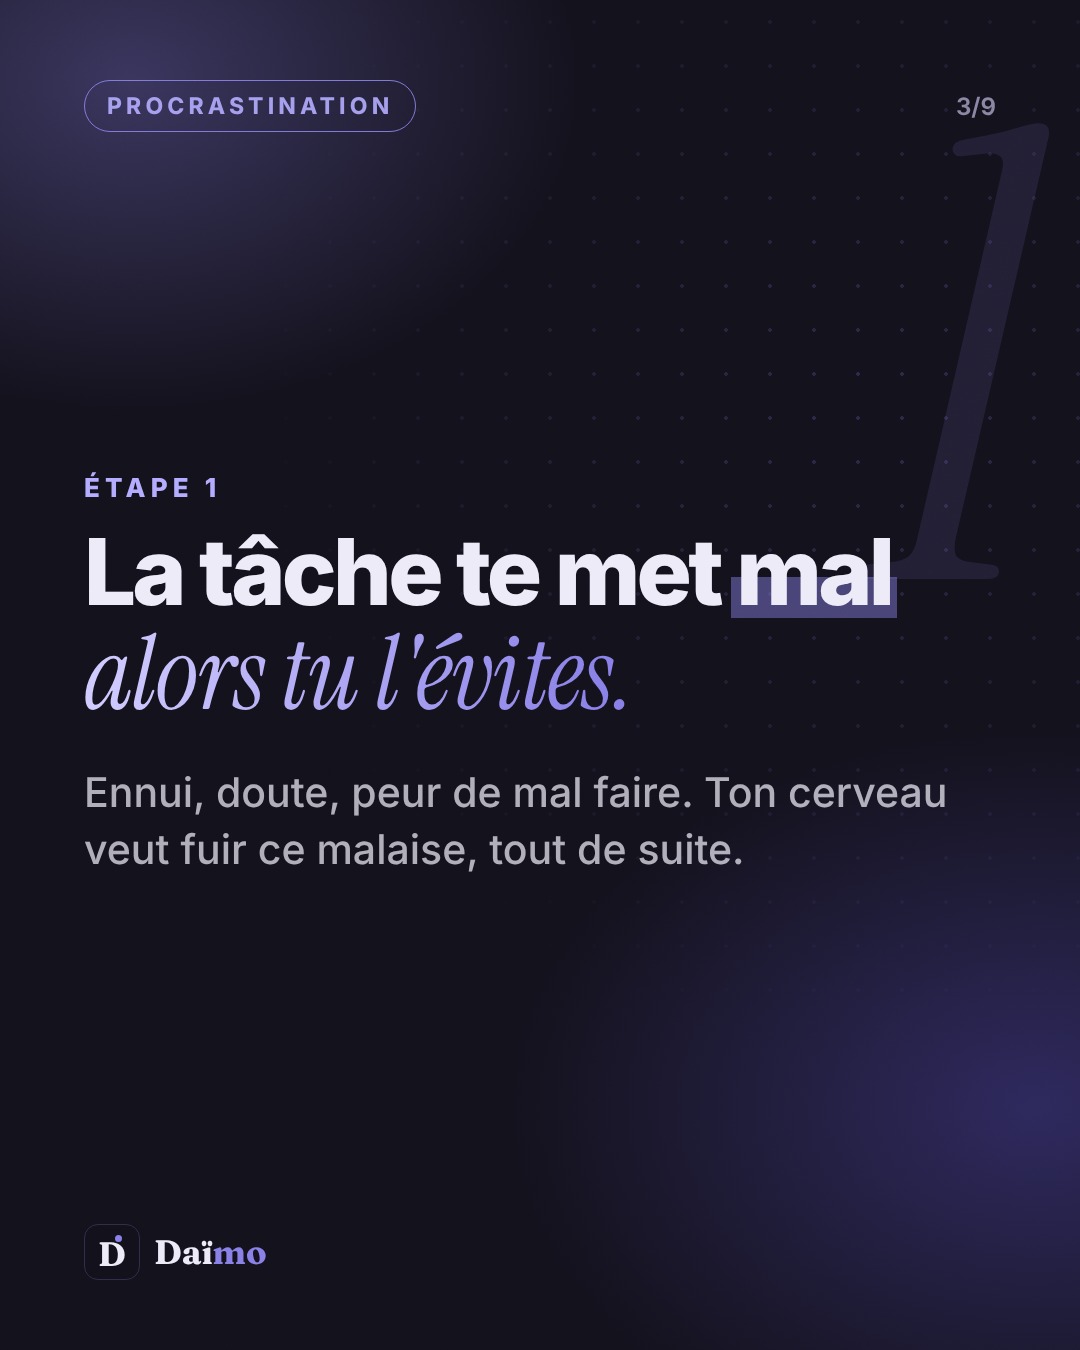 PROCRASTINATION
3/9
1
ÉTAPE 1
La tâche te met mal
alors tu l'évites.
Ennui, doute, peur de mal faire. Ton cerveau
veut fuir ce malaise, tout de suite.
D Daïmo